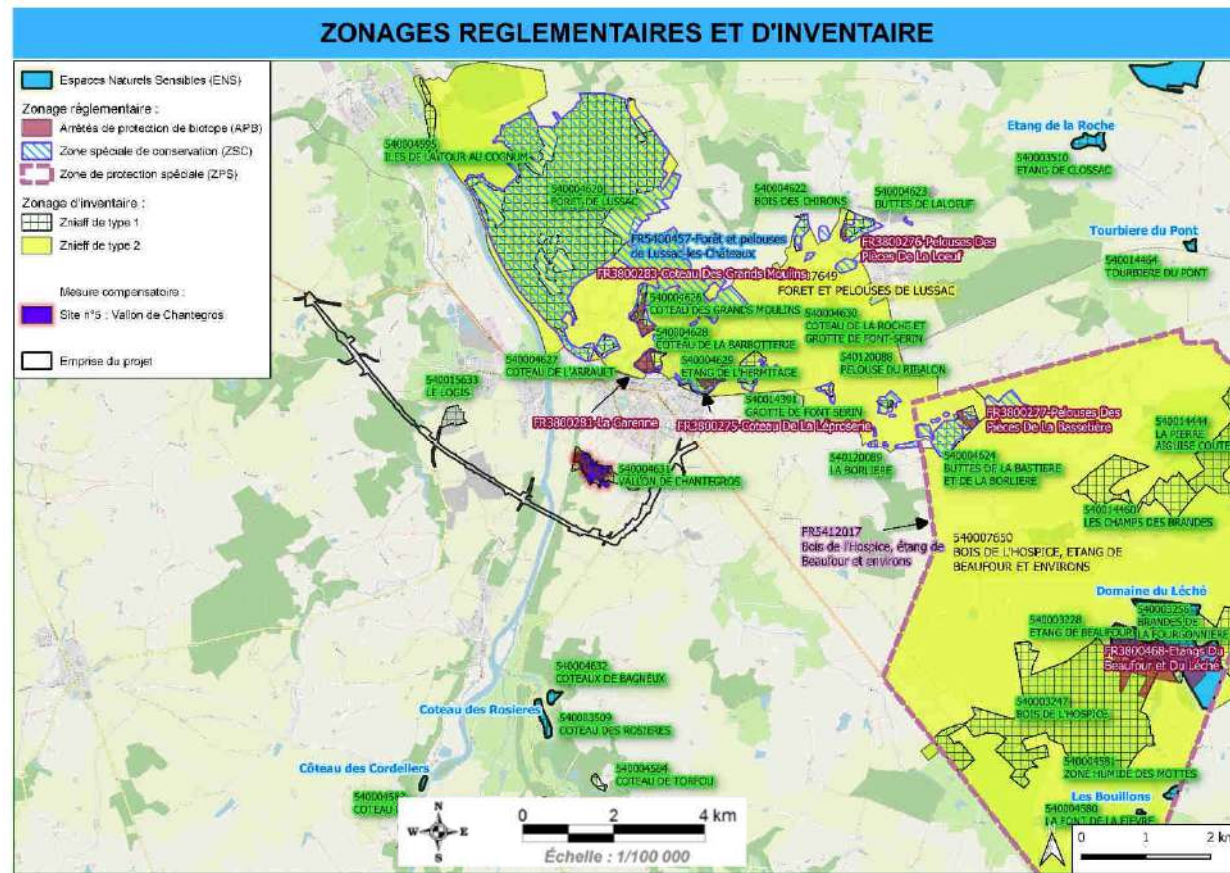 ZONAGES REGLEMENTAIRES ET D'INVENTAIRE
Espaces Naturels Sensibles (ENS)
Zonage réglementaire :
Arrêtés de protection de biotope (APB)
Zone spéciale de conservation (ZSC)
Zone de protection spéciale (ZPS)
Zonage d'inventaire :
Znieff de type 1
Znieff de type 2
Mesure compensatoire :
Site n°5 : Vallon de Chantegros
Emprise du projet
540004595
ILES DE LA TOUR AU COGNUM
540004620
FORET DE LUSSAC
Etang de la Roche
540003510
ETANG DE CLOSSAC
540004622
BOIS DES CHIRONS
540004623
BUTTES DE LALOEUF
FR5400457-Forêt et pelouses
de Lussac-les-Châteaux
FR3800276-Pelouses Des
Pièces De La Loeuf
Tourbiere du Pont
540014464
TOURBIERE DU PONT
FR3800283-Coteau Des Grands Moulins
7649
FORET ET PELOUSES DE LUSSAC
540004626
COTEAU DES GRANDS MOULINS
540004630
COTEAU DE LA ROCHE ET
GROTTE DE FONT-SERIN
540004628
COTEAU DE LA BARBOTTERIE
540004627
COTEAU DE L'ARRAULT
540004629
ETANG DE L'HERMITAGE
540120088
PELOUSE DU RIBALON
540015633
LE LOGIS
540014391
GROTTE DE FONT SERIN
FR3800281-La Garenne
FR3800275-Coteau De La Léproserie
FR3800277-Pelouses Des
Pièces De La Bassetière
540014444
LA PIERRE
AIGUISE COUTE
540120089
LA BORLIERE
540004624
BUTTES DE LA BASTIERE
ET DE LA BORLIERE
540004631
VALLON DE CHANTEGROS
540014460
LES CHAMPS DES BRANDES
FR5412017
Bois de l'Hospice, étang de
Beaufour et environs
540007650
BOIS DE L'HOSPICE, ETANG DE
BEAUFOUR ET ENVIRONS
Domaine du Léché
540003228
ETANG DE BEAUFOUR
540003256
BRANDES DE
LA FOURGONNIERE
FR3800468-Etangs Du
Beaufour et Du Léché
540004632
COTEAUX DE BAGNEUX
Coteau des Rosieres
540003509
COTEAU DES ROSIERES
540003247
BOIS DE L'HOSPICE
Côteau des Cordeliers
COTEAU
540004584
COTEAU DE TORFOU
540004581
ZONE HUMIDE DES MOTTES
Les Bouillons
540004580
LA FONT DE LA FIEVRE
N
W E
S
0 2 4 km
Échelle : 1/100 000
0 1 2 km